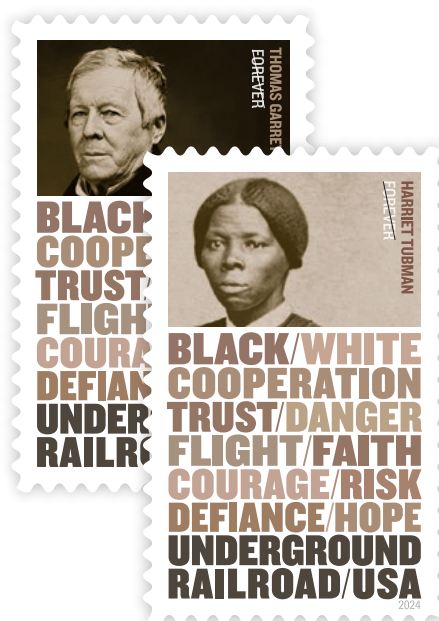 THOMAS GARRE
FOREVER
BLACK
COOPE
TRUST
FLIGH
COURA
DEFIAN
UNDER
RAILRO
HARRIET TUBMAN
FOREVER
BLACK/WHITE
COOPERATION
TRUST/DANGER
FLIGHT/FAITH
COURAGE/RISK
DEFIANCE/HOPE
UNDERGROUND
RAILROAD/USA
2024